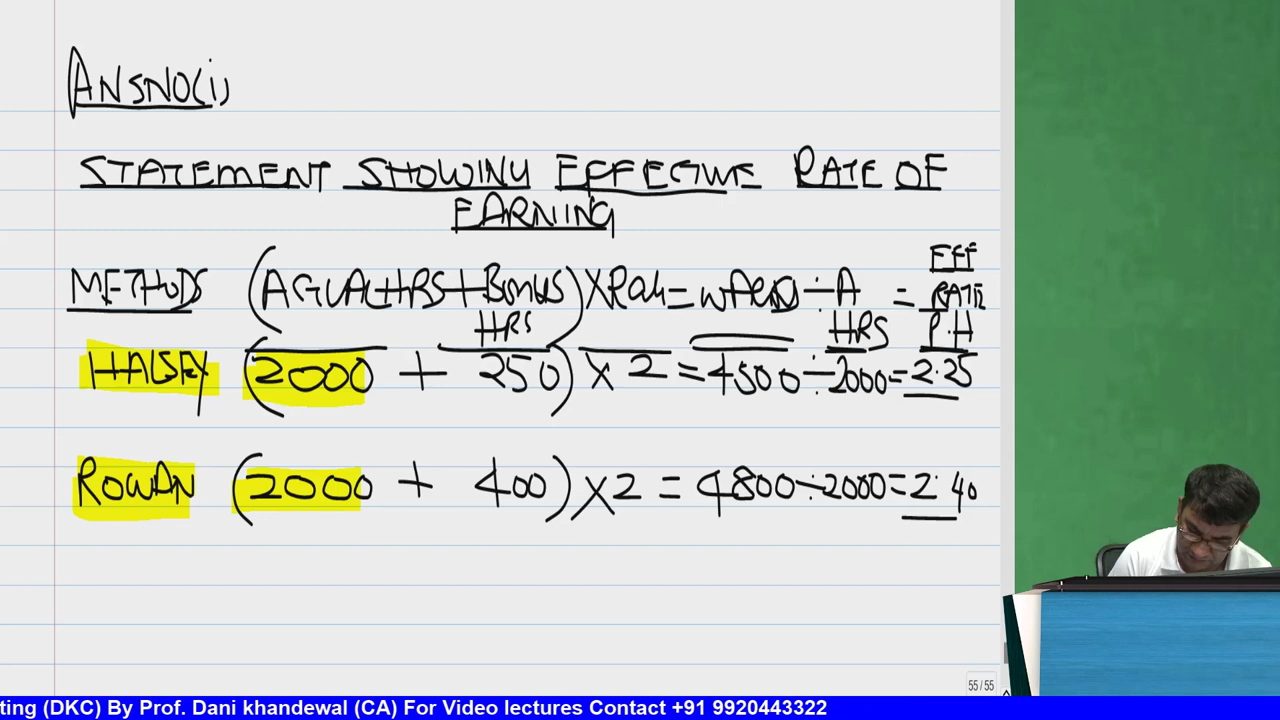 ANSNO(i)
STATEMENT SHOWING EFFECTIVE RATE OF
EARNING
METHODS (ACTUAL HRS + Bonus HRS) X Rate = WAGES ÷ A HRS = EFF RATE P.H
HALSEY (2000 + 250) X 2 = 4500 ÷ 2000 = 2.25
ROWAN (2000 + 400) X 2 = 4800 ÷ 2000 = 2.40
55 / 55
ting (DKC) By Prof. Dani khandewal (CA) For Video lectures Contact +91 9920443322